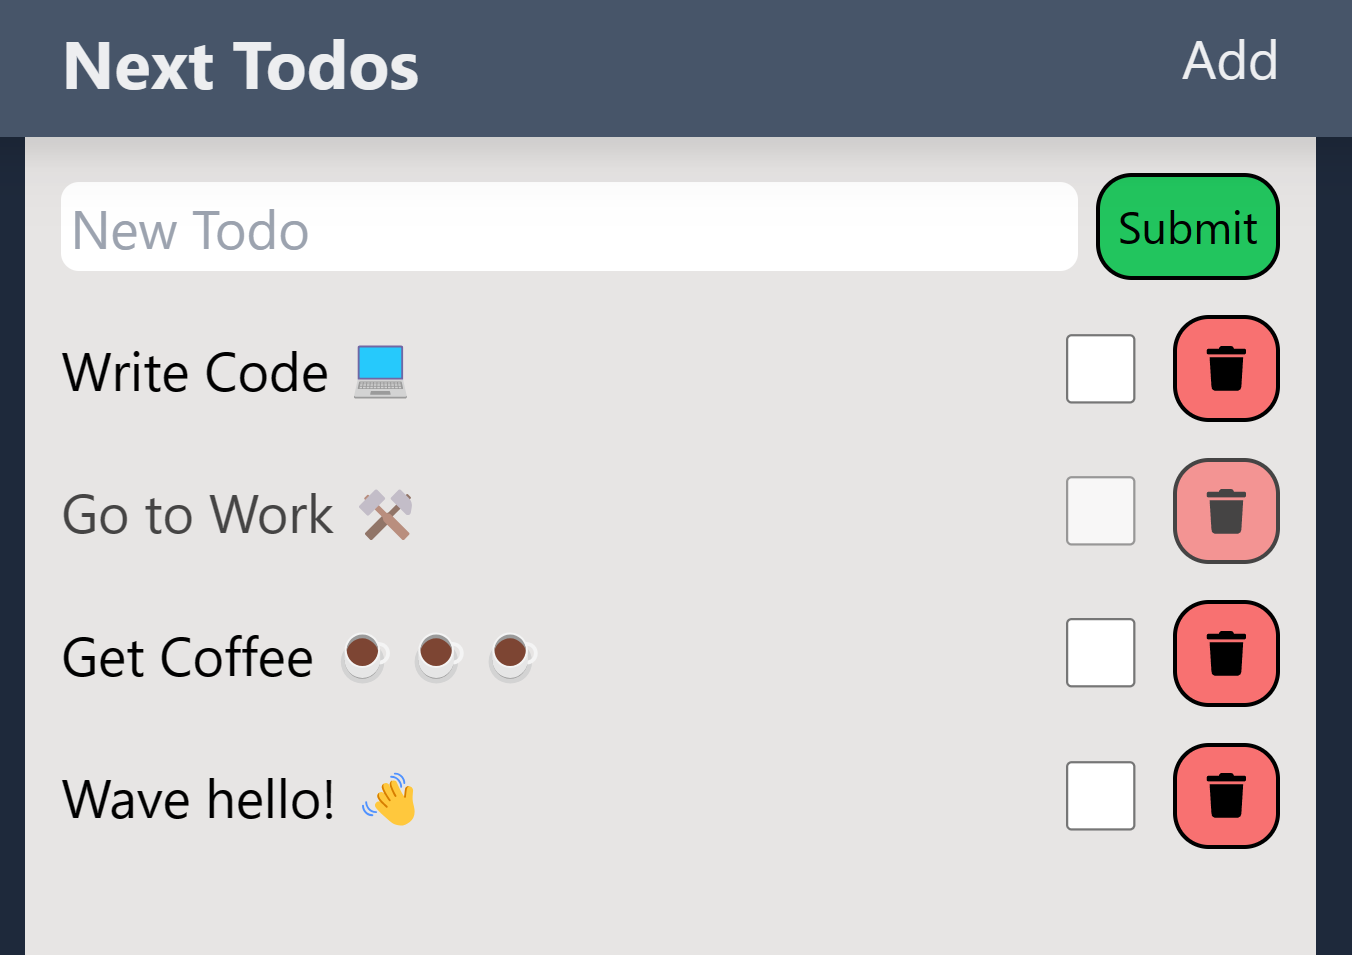 Next Todos
Add
New Todo
Submit
Write Code 💻
Go to Work ⚒️
Get Coffee ☕ ☕ ☕
Wave hello! 👋